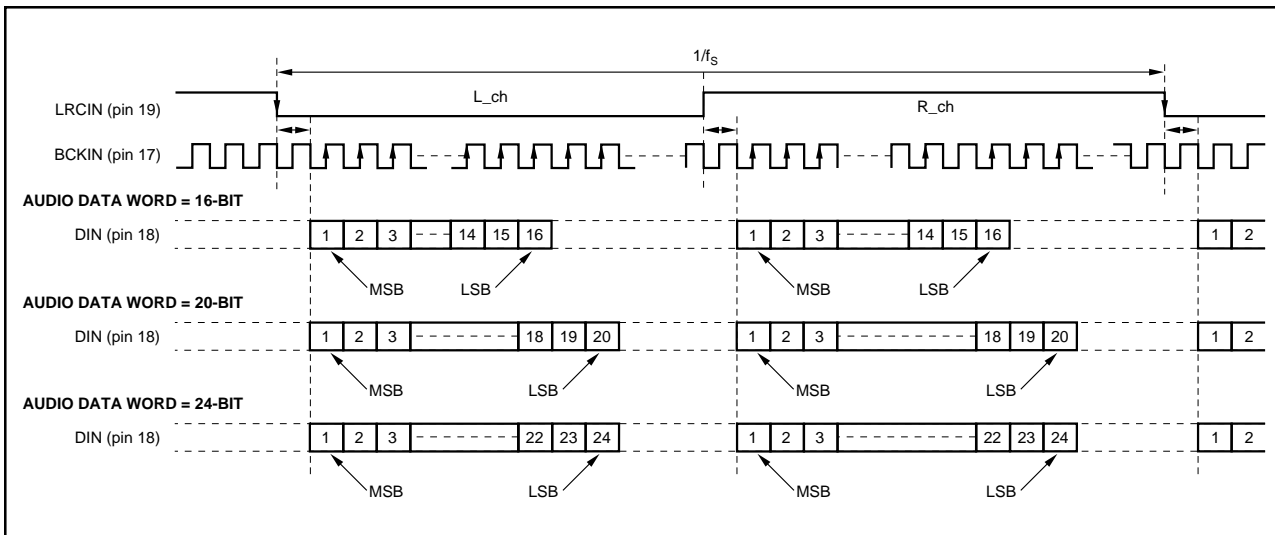 1/fS
L_ch
R_ch
LRCIN (pin 19)
BCKIN (pin 17)
AUDIO DATA WORD = 16-BIT
DIN (pin 18) 1 2 3 14 15 16 1 2 3 14 15 16 1 2
MSB LSB MSB LSB
AUDIO DATA WORD = 20-BIT
DIN (pin 18) 1 2 3 18 19 20 1 2 3 18 19 20 1 2
MSB LSB MSB LSB
AUDIO DATA WORD = 24-BIT
DIN (pin 18) 1 2 3 22 23 24 1 2 3 22 23 24 1 2
MSB LSB MSB LSB